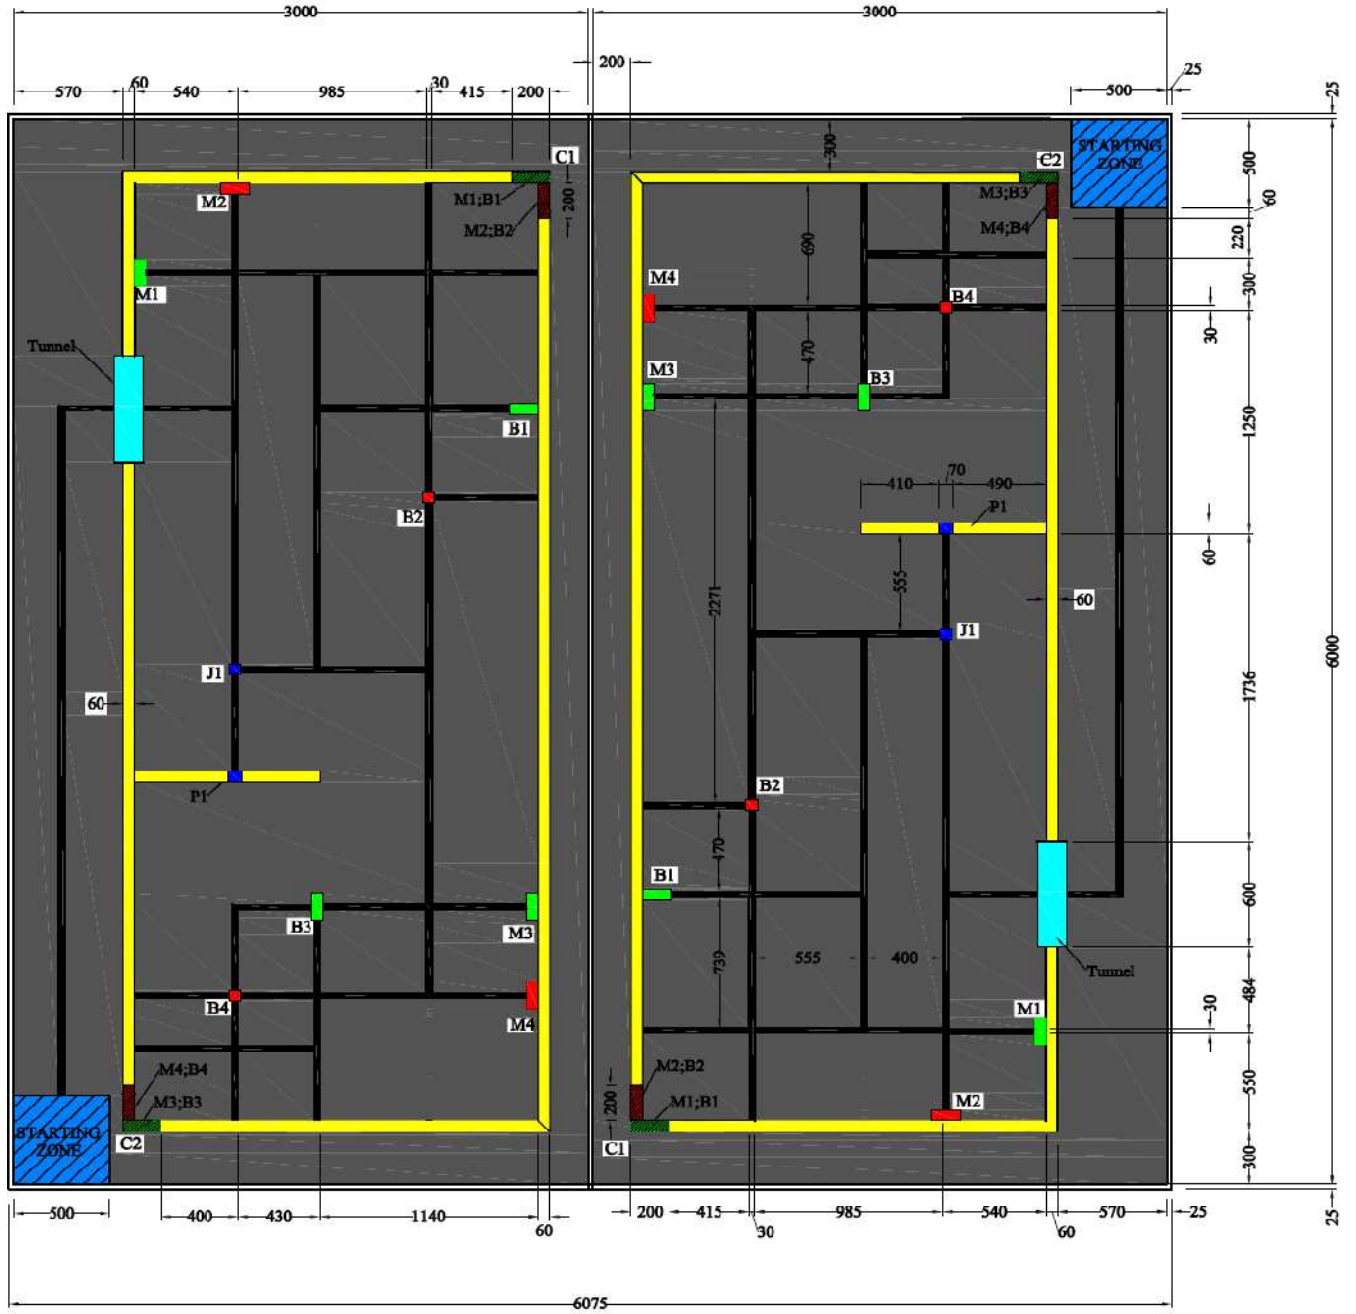 3000
3000
200
25
570
60
540
985
30
415
200
500
25
C1
C2
STARTING
ZONE
300
500
M2
M1;B1
200
M2;B2
M3;B3
M4;B4
60
220
690
M1
M4
B4
300
30
Tunnel
470
M3
B3
B1
1250
B2
410
70
490
P1
60
555
2271
60
6000
J1
J1
1736
60
P1
B2
470
B1
600
B3
M3
739
555
400
Tunnel
484
B4
M4
M1
30
M4;B4
M3;B3
M2;B2
200
M1;B1
M2
550
STARTING
ZONE
C2
C1
300
500
400
430
1140
60
200
415
30
985
540
60
570
25
25
6075